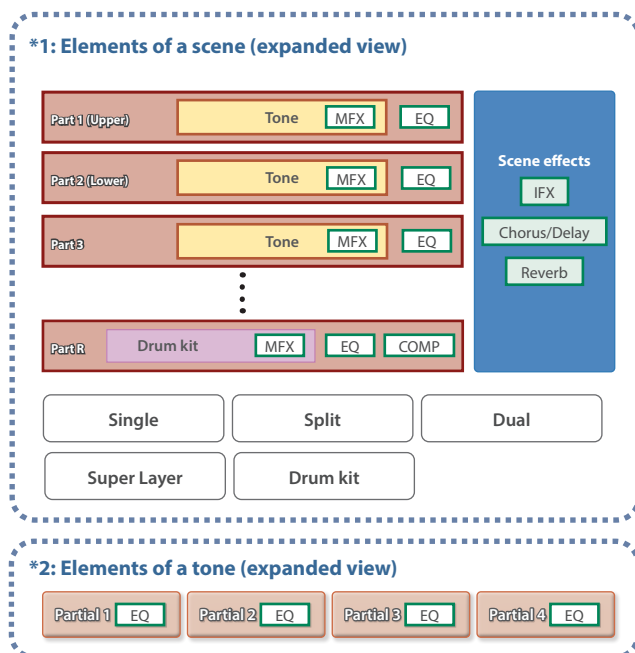 *1: Elements of a scene (expanded view)
Part 1 (Upper) Tone MFX EQ
Part 2 (Lower) Tone MFX EQ
Part 3 Tone MFX EQ
Part R Drum kit MFX EQ COMP
Scene effects
IFX
Chorus/Delay
Reverb
Single Split Dual
Super Layer Drum kit
*2: Elements of a tone (expanded view)
Partial 1 EQ Partial 2 EQ Partial 3 EQ Partial 4 EQ